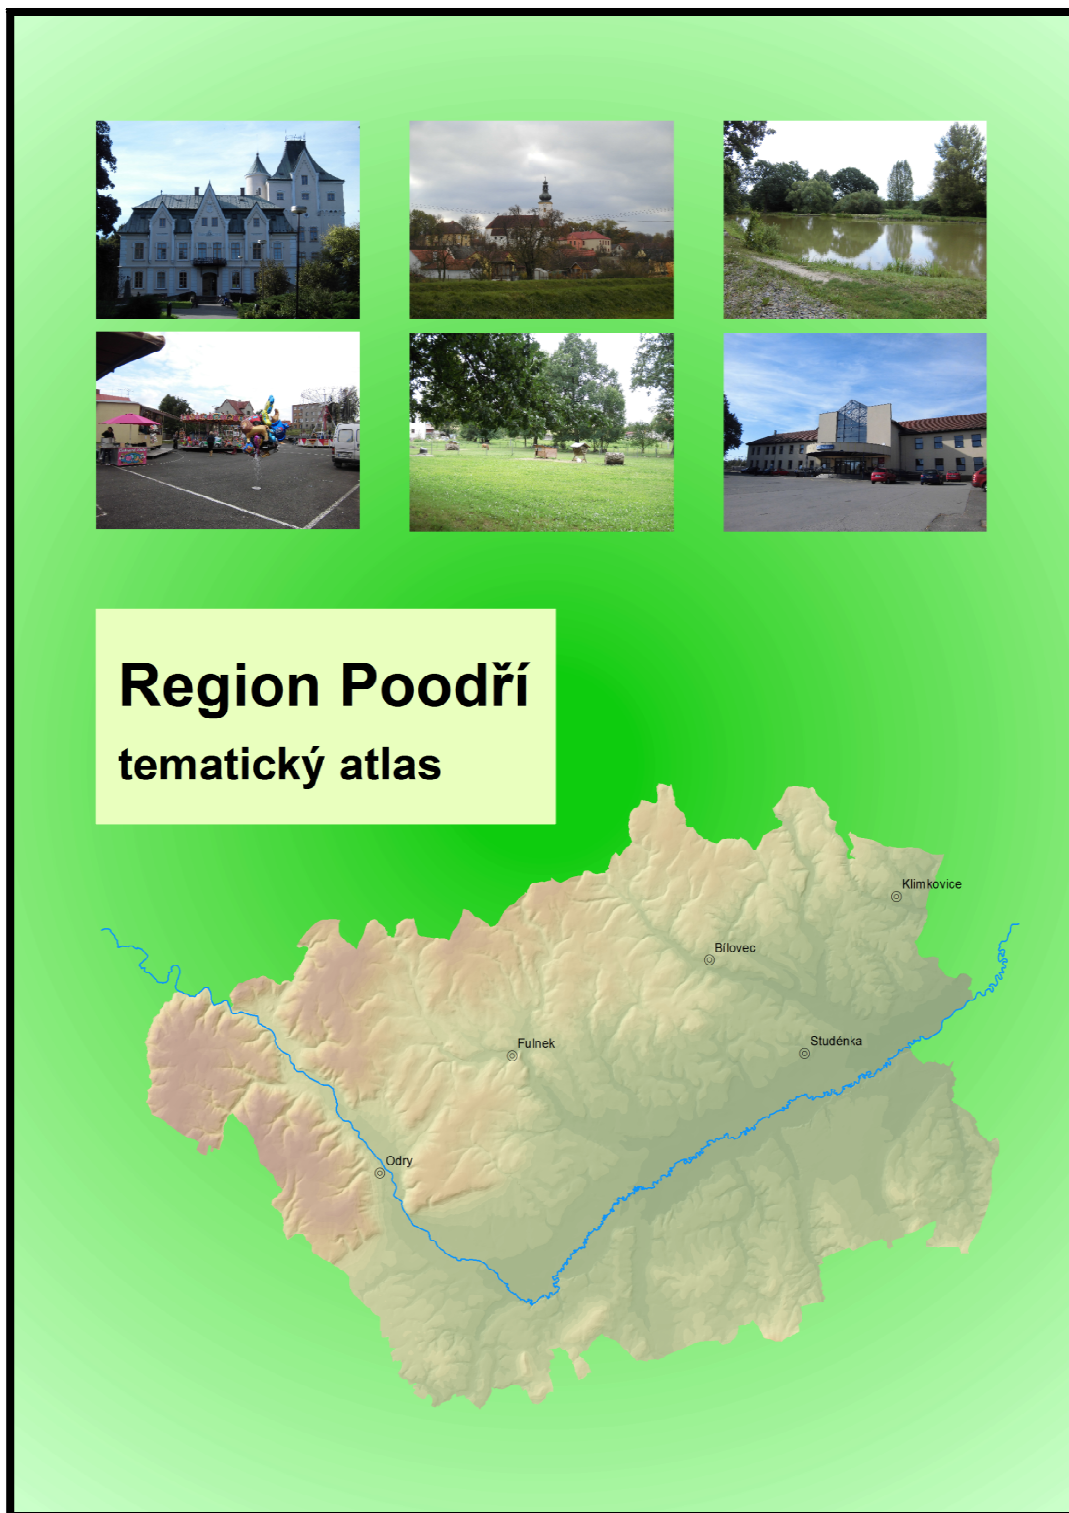 Region Poodří
tematický atlas
Klimkovice
Bílovec
Studénka
Fulnek
Odry